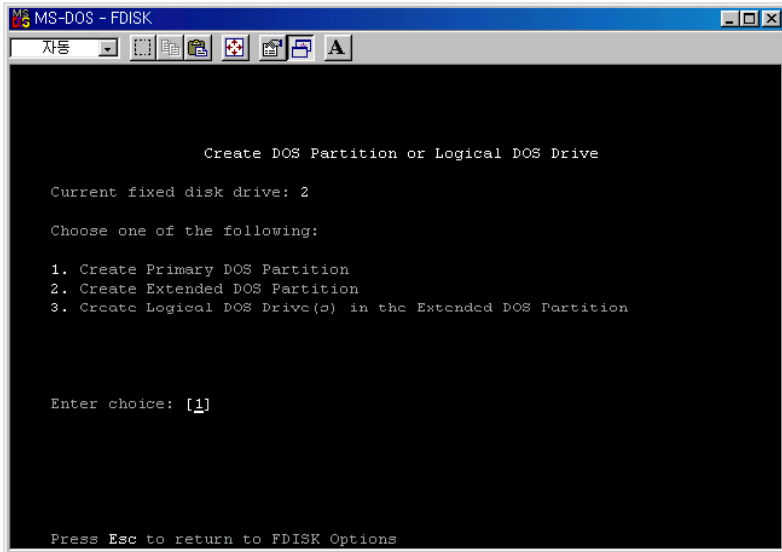 MS-DOS - FDISK
자동
A
Create DOS Partition or Logical DOS Drive
Current fixed disk drive: 2
Choose one of the following:
1. Create Primary DOS Partition
2. Create Extended DOS Partition
3. Create Logical DOS Drive(s) in the Extended DOS Partition
Enter choice: [1]
Press Esc to return to FDISK Options